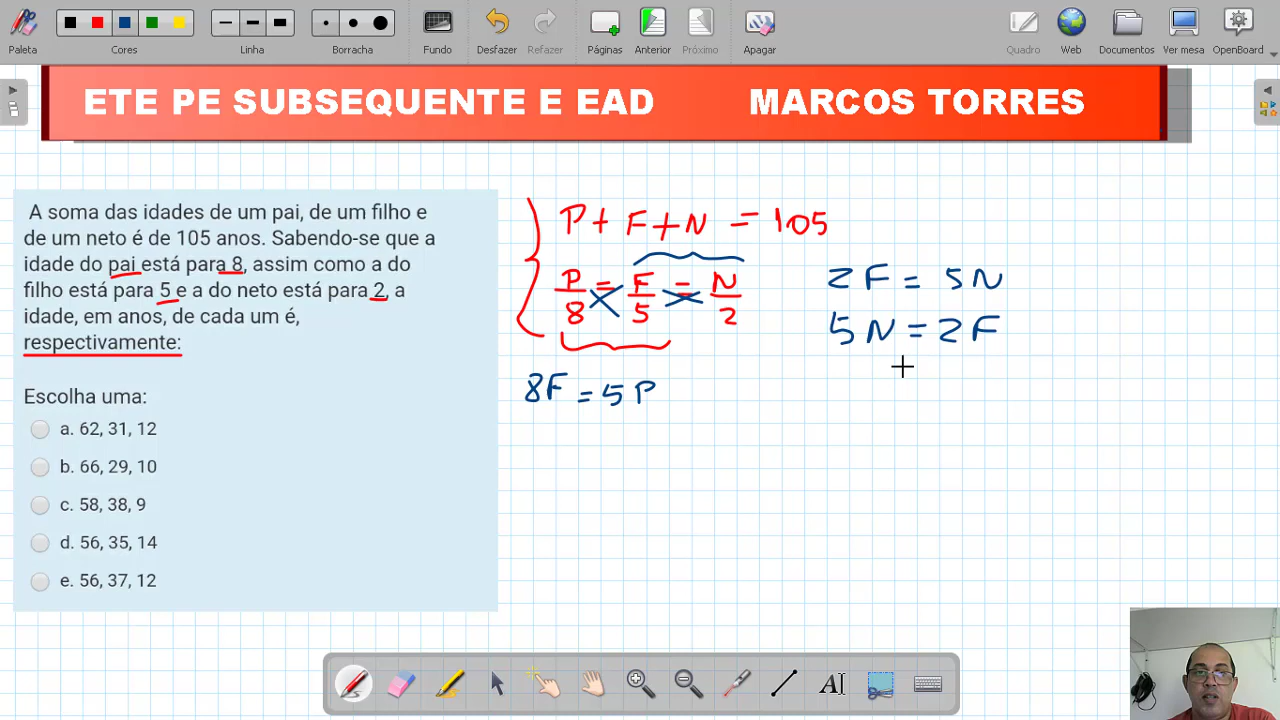 Paleta
Cores
Linha
Borracha
Fundo
Desfazer
Refazer
Páginas
Anterior
Próximo
Apagar
Quadro
Web
Documentos
Ver mesa
OpenBoard
ETE PE SUBSEQUENTE E EAD MARCOS TORRES
A soma das idades de um pai, de um filho e
de um neto é de 105 anos. Sabendo-se que a
idade do pai está para 8, assim como a do
filho está para 5 e a do neto está para 2, a
idade, em anos, de cada um é,
respectivamente:
Escolha uma:
a. 62, 31, 12
b. 66, 29, 10
c. 58, 38, 9
d. 56, 35, 14
e. 56, 37, 12
P + F + N = 105
P/8 = F/5 = N/2
8F = 5P
2F = 5N
5N = 2F